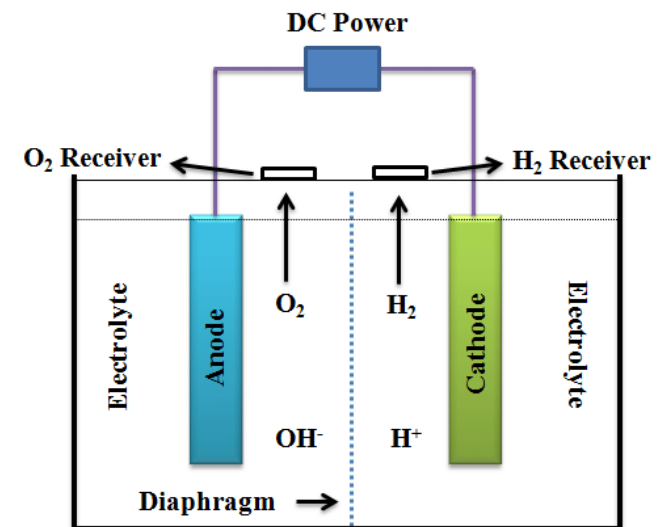 DC Power
O₂ Receiver
H₂ Receiver
Electrolyte
Anode
O₂
H₂
Cathode
Electrolyte
OH⁻
H⁺
Diaphragm